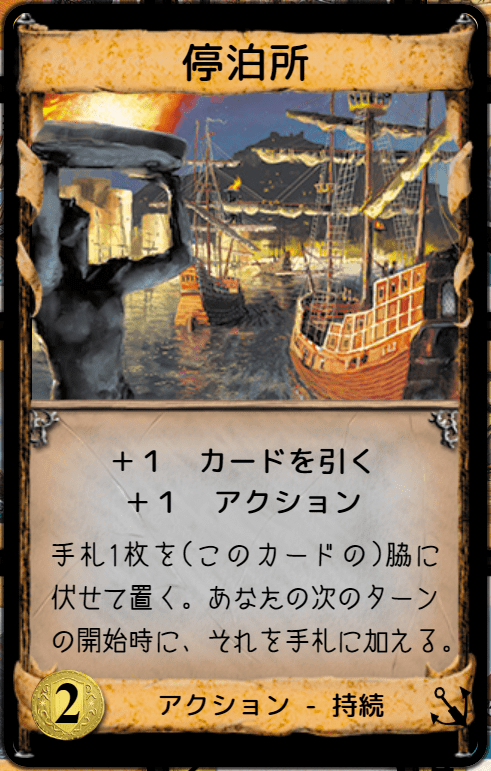 停泊所
+1　カードを引く
+1　アクション
手札1枚を(このカードの)脇に
伏せて置く。あなたの次のターン
の開始時に、それを手札に加える。
2
アクション - 持続